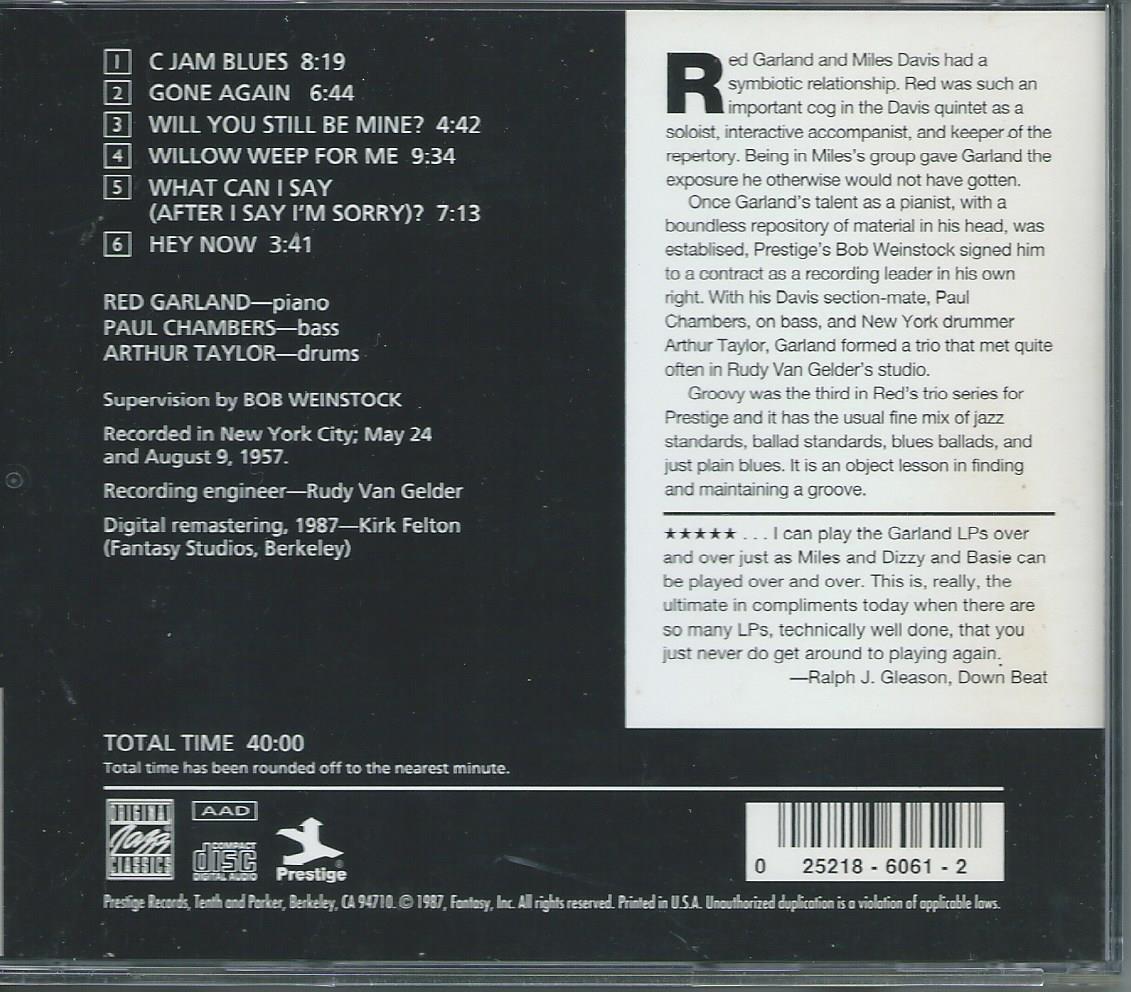 1 C JAM BLUES 8:19
2 GONE AGAIN 6:44
3 WILL YOU STILL BE MINE? 4:42
4 WILLOW WEEP FOR ME 9:34
5 WHAT CAN I SAY
(AFTER I SAY I'M SORRY)? 7:13
6 HEY NOW 3:41
RED GARLAND—piano
PAUL CHAMBERS—bass
ARTHUR TAYLOR—drums
Supervision by BOB WEINSTOCK
Recorded in New York City; May 24
and August 9, 1957.
Recording engineer—Rudy Van Gelder
Digital remastering, 1987—Kirk Felton
(Fantasy Studios, Berkeley)
Red Garland and Miles Davis had a
symbiotic relationship. Red was such an
important cog in the Davis quintet as a
soloist, interactive accompanist, and keeper of the
repertory. Being in Miles's group gave Garland the
exposure he otherwise would not have gotten.
Once Garland's talent as a pianist, with a
boundless repository of material in his head, was
establised, Prestige's Bob Weinstock signed him
to a contract as a recording leader in his own
right. With his Davis section-mate, Paul
Chambers, on bass, and New York drummer
Arthur Taylor, Garland formed a trio that met quite
often in Rudy Van Gelder's studio.
Groovy was the third in Red's trio series for
Prestige and it has the usual fine mix of jazz
standards, ballad standards, blues ballads, and
just plain blues. It is an object lesson in finding
and maintaining a groove.
★★★★★ . . . I can play the Garland LPs over
and over just as Miles and Dizzy and Basie can
be played over and over. This is, really, the
ultimate in compliments today when there are
so many LPs, technically well done, that you
just never do get around to playing again.
—Ralph J. Gleason, Down Beat
TOTAL TIME 40:00
Total time has been rounded off to the nearest minute.
ORIGINAL
Jazz
CLASSICS
AAD
COMPACT
disc
DIGITAL AUDIO
Prestige
0 25218 - 6061 - 2
Prestige Records, Tenth and Parker, Berkeley, CA 94710. © 1987, Fantasy, Inc. All rights reserved. Printed in U.S.A. Unauthorized duplication is a violation of applicable laws.